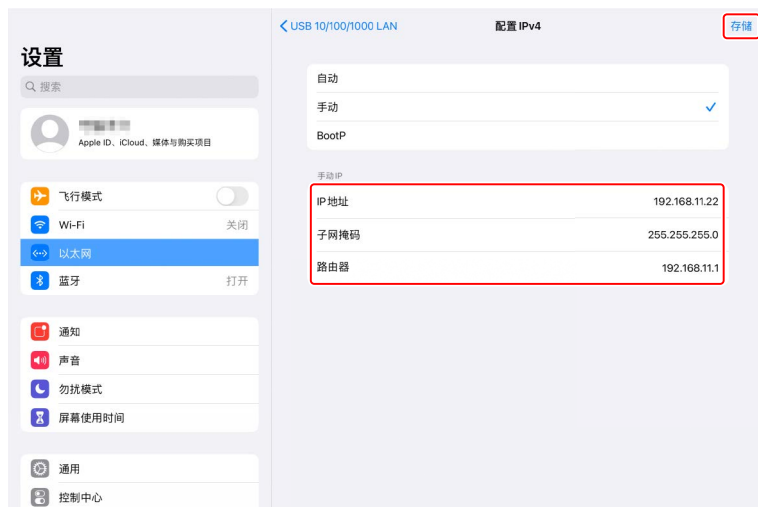 USB 10/100/1000 LAN
配置 IPv4
存储
设置
搜索
Apple ID、iCloud、媒体与购买项目
飞行模式
Wi-Fi 关闭
以太网
蓝牙 打开
通知
声音
勿扰模式
屏幕使用时间
通用
控制中心
自动
手动
BootP
手动 IP
IP 地址 192.168.11.22
子网掩码 255.255.255.0
路由器 192.168.11.1